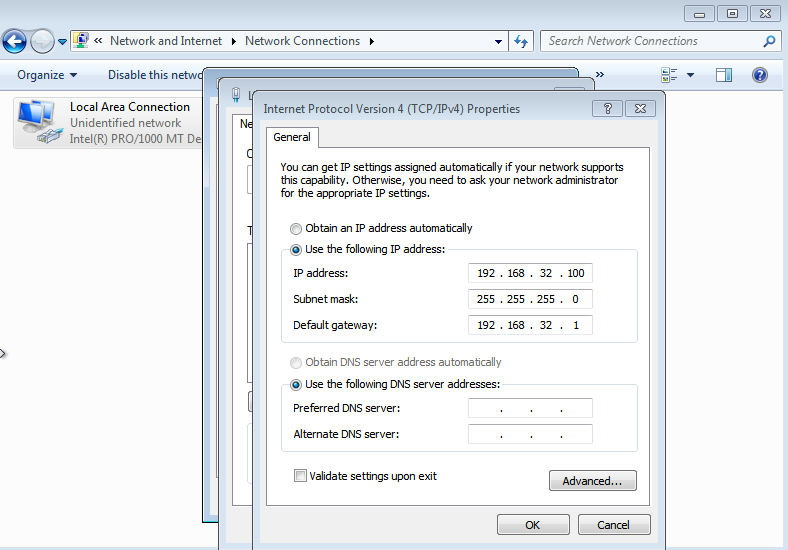 « Network and Internet Network Connections Search Network Connections
Organize Disable this netwo » ?
Local Area Connection
Unidentified network
Intel(R) PRO/1000 MT De
Internet Protocol Version 4 (TCP/IPv4) Properties ?
General
You can get IP settings assigned automatically if your network supports
this capability. Otherwise, you need to ask your network administrator
for the appropriate IP settings.
Obtain an IP address automatically
Use the following IP address:
IP address: 192 . 168 . 32 . 100
Subnet mask: 255 . 255 . 255 . 0
Default gateway: 192 . 168 . 32 . 1
Obtain DNS server address automatically
Use the following DNS server addresses:
Preferred DNS server: . . .
Alternate DNS server: . . .
Validate settings upon exit
Advanced...
OK Cancel